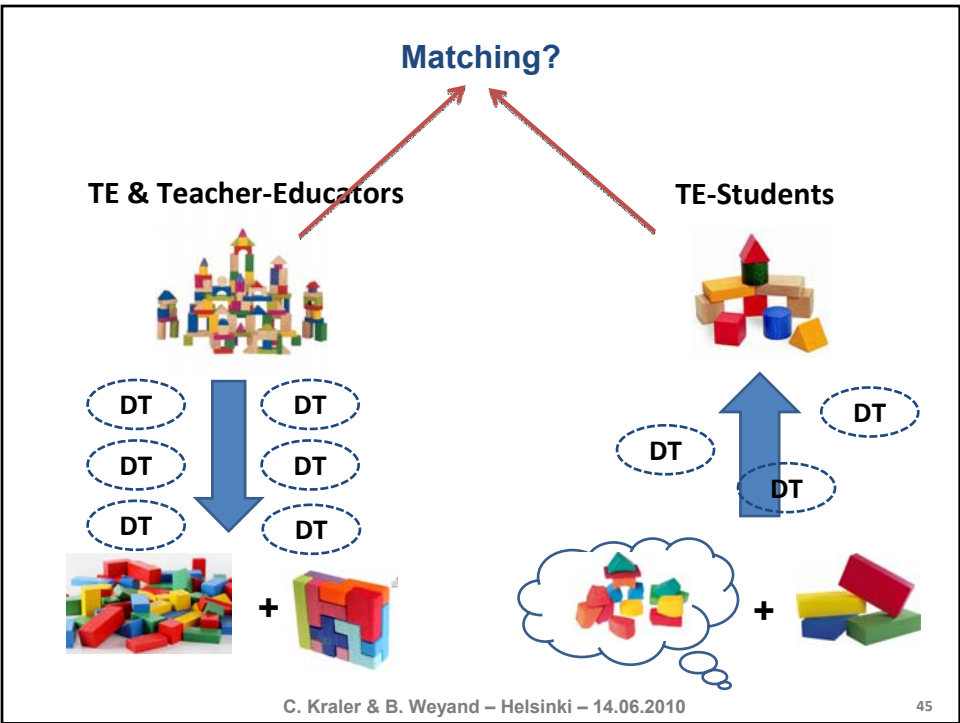 Matching?
TE & Teacher-Educators
TE-Students
DT
DT
DT
DT
DT
DT
DT
DT
DT
+
+
C. Kraler & B. Weyand – Helsinki – 14.06.2010
45